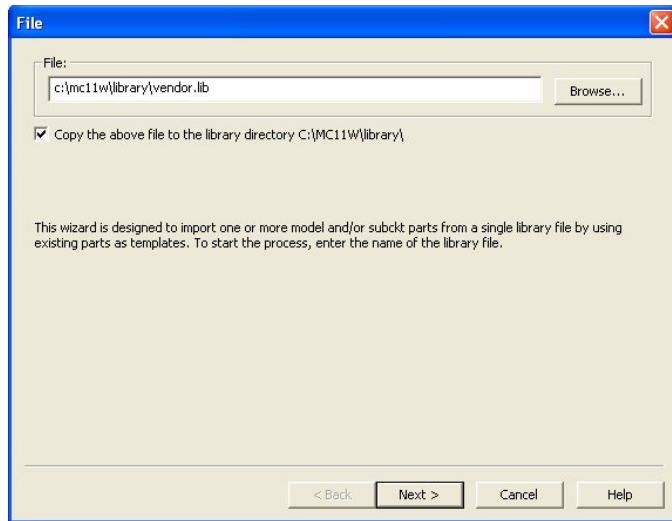 File
File:
c:\mc11w\library\vendor.lib
Browse...
Copy the above file to the library directory C:\MC11W\library\
This wizard is designed to import one or more model and/or subckt parts from a single library file by using
existing parts as templates. To start the process, enter the name of the library file.
< Back Next > Cancel Help